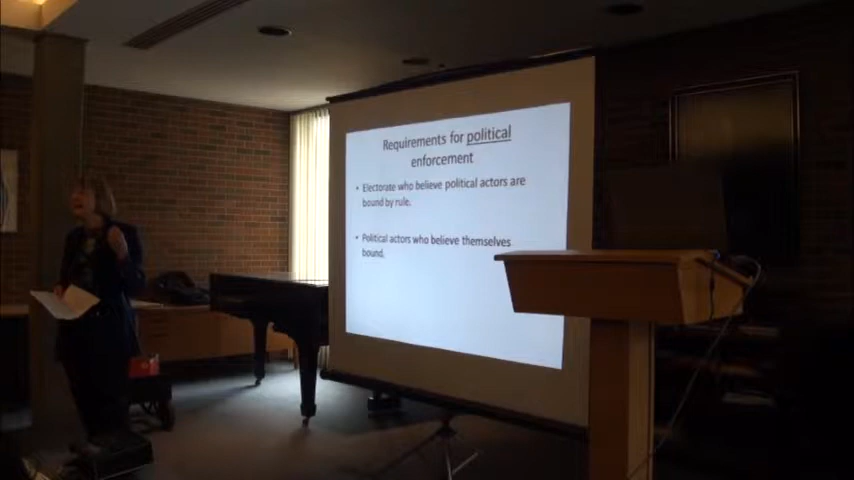 Requirements for political
enforcement
• Electorate who believe political actors are
bound by rule.
• Political actors who believe themselves
bound.